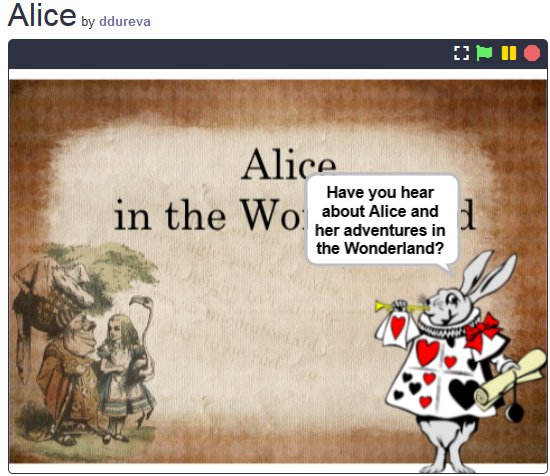 Alice by ddureva
Alice
in the Wo d
Have you hear
about Alice and
her adventures in
the Wonderland?